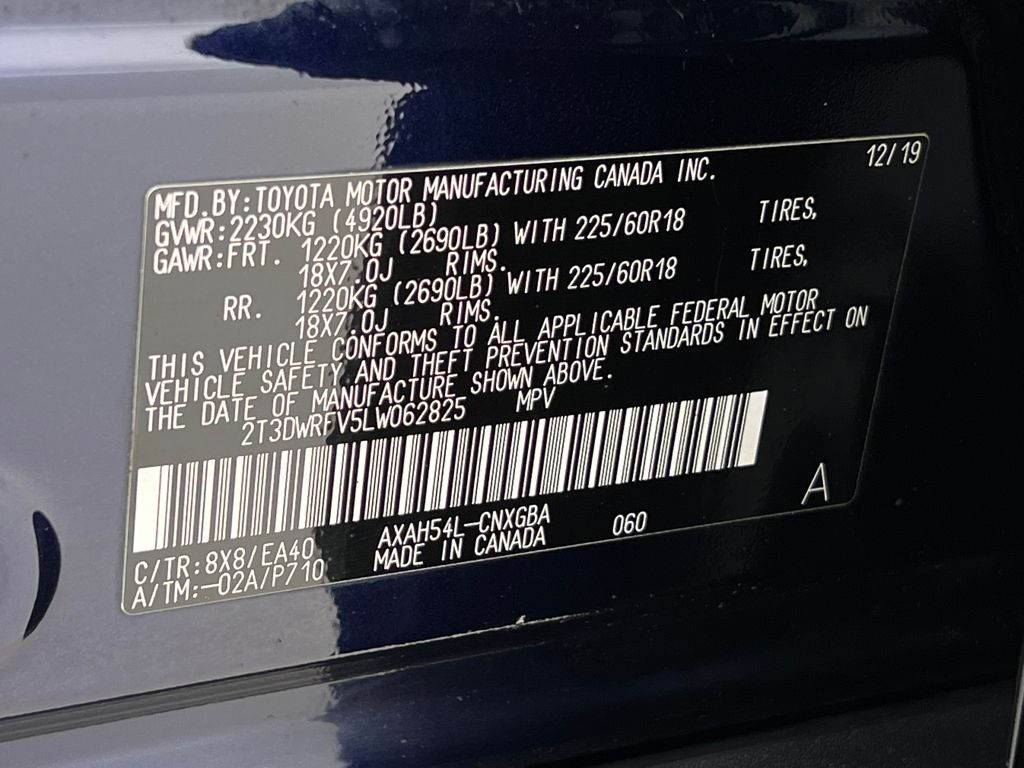 12/19
MFD.BY:TOYOTA MOTOR MANUFACTURING CANADA INC.
GVWR:2230KG (4920LB)
GAWR:FRT. 1220KG (2690LB) WITH 225/60R18 TIRES,
18X7.0J RIMS.
RR. 1220KG (2690LB) WITH 225/60R18 TIRES,
18X7.0J RIMS.
THIS VEHICLE CONFORMS TO ALL APPLICABLE FEDERAL MOTOR
VEHICLE SAFETY AND THEFT PREVENTION STANDARDS IN EFFECT ON
THE DATE OF MANUFACTURE SHOWN ABOVE.
2T3DWRFV5LW062825 MPV
A
AXAH54L-CNXGBA 060
C/TR:8X8/EA40 MADE IN CANADA
A/TM:-02A/P710